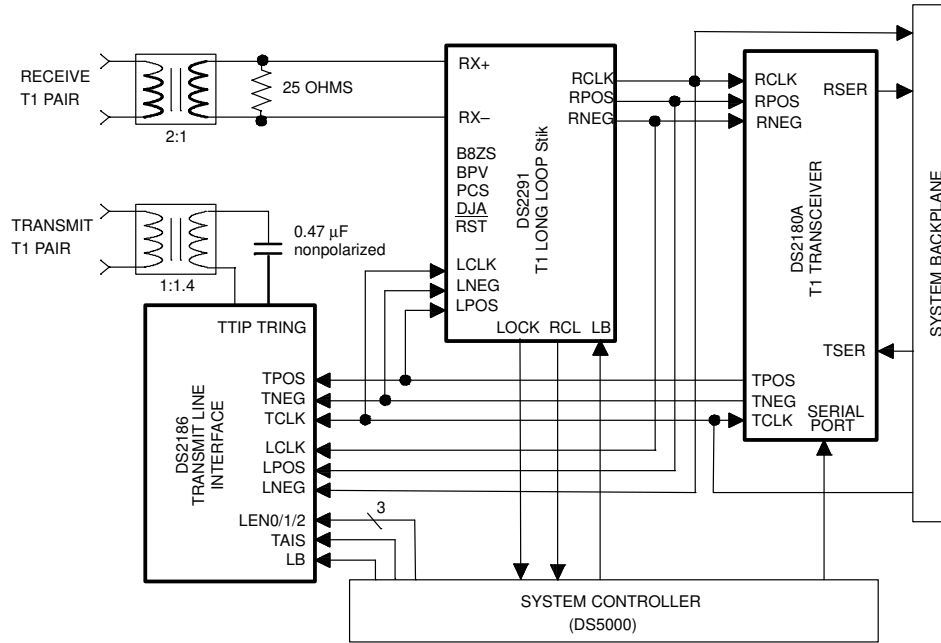 RECEIVE
T1 PAIR
2:1
25 OHMS
TRANSMIT
T1 PAIR
1:1.4
0.47 µF
nonpolarized
RX+
RX–
B8ZS
BPV
PCS
DJA
RST
LCLK
LNEG
LPOS
RCLK
RPOS
RNEG
LOCK RCL LB
DS2291
T1 LONG LOOP Stik
RCLK
RPOS
RNEG
RSER
DS2180A
T1 TRANSCEIVER
TSER
TPOS
TNEG
TCLK
SERIAL
PORT
SYSTEM BACKPLANE
TTIP TRING
DS2186
TRANSMIT LINE
INTERFACE
TPOS
TNEG
TCLK
LCLK
LPOS
LNEG
LEN0/1/2
TAIS
LB
3
SYSTEM CONTROLLER
(DS5000)